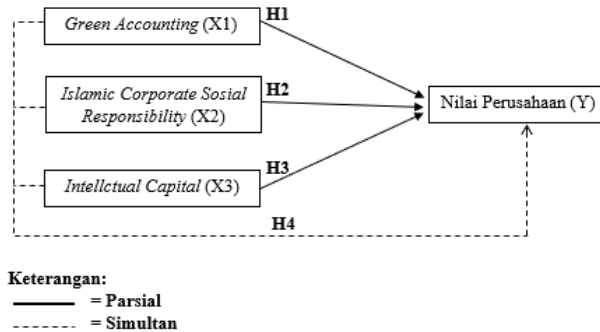 Green Accounting (X1)
H1
Islamic Corporate Sosial
Responsibility (X2)
H2
Nilai Perusahaan (Y)
Intellctual Capital (X3)
H3
H4
Keterangan:
= Parsial
= Simultan